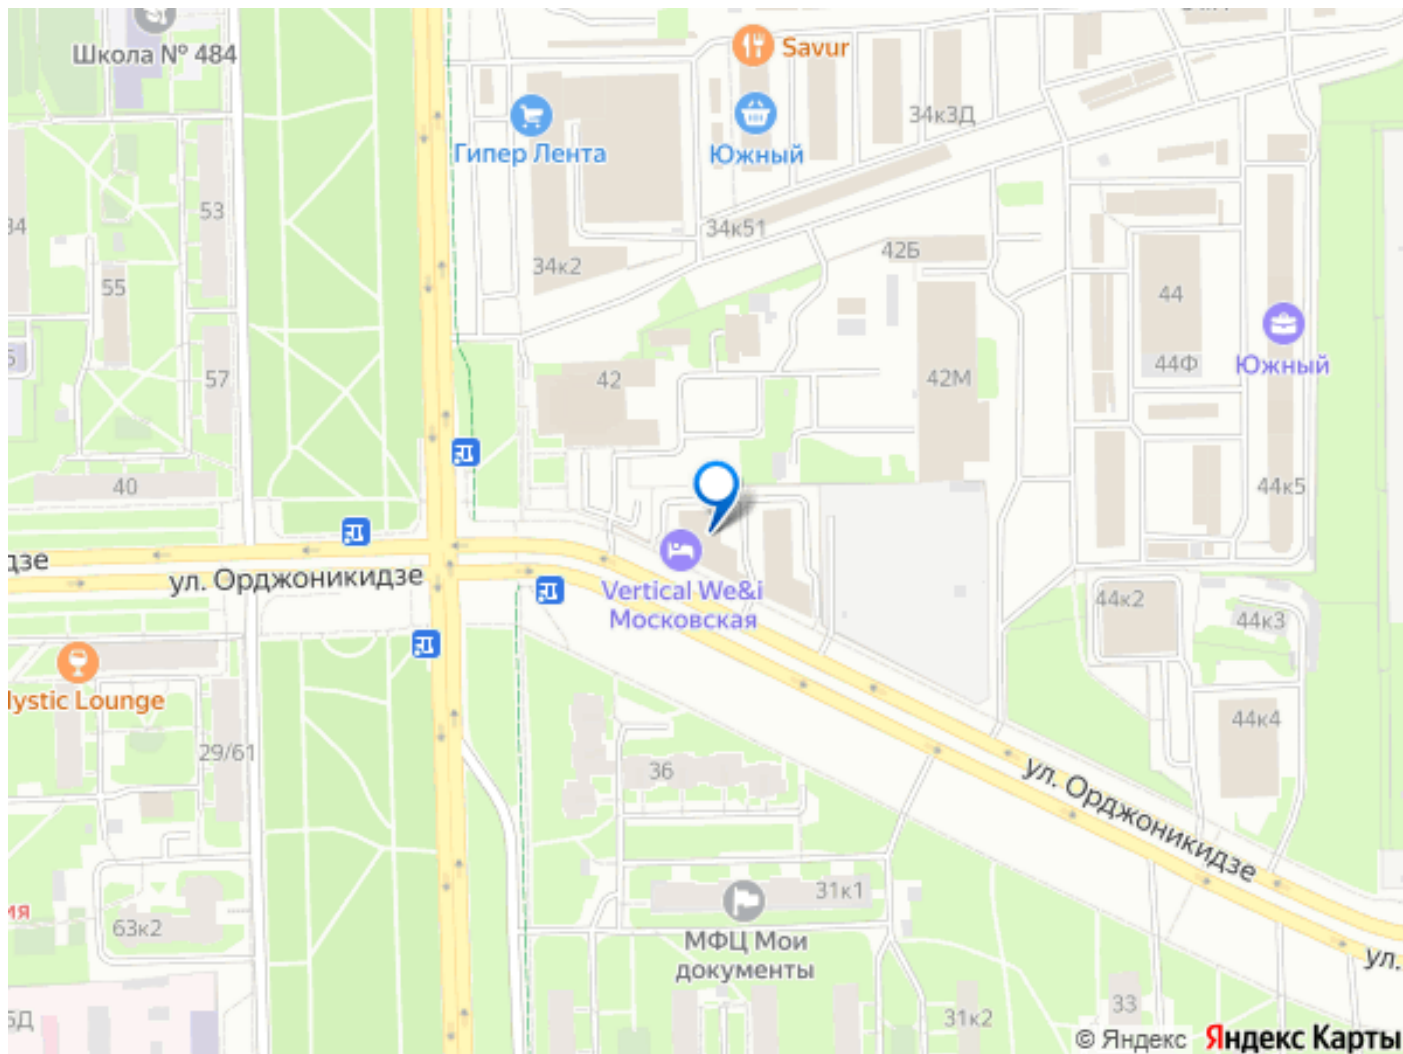 Школа № 484
Savur
34к3Д
Гипер Лента
Южный
53
34к51
42Б
34к2
55
44
44Ф
Южный
57
42
42М
40
44к5
ул. Орджоникидзе
Vertical We&i
Московская
44к2
44к3
ystic Lounge
29/61
36
44к4
ул. Орджоникидзе
31к1
63к2
МФЦ Мои
документы
ул.
33
31к2
© Яндекс Яндекс Карты